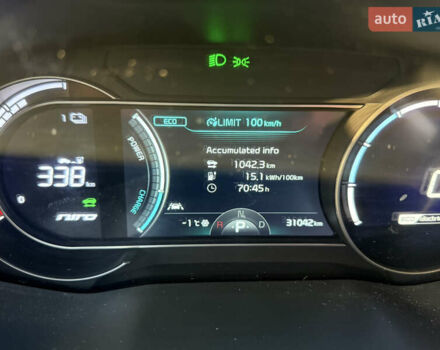 auto RIA
ECO LIMIT 100 km/h
POWER
CHARGE
Accumulated info
1042.3 km
15.1 kWh/100km
70:45 h
338 km
niro
-1°C
N
R P D
31042 km
ECO